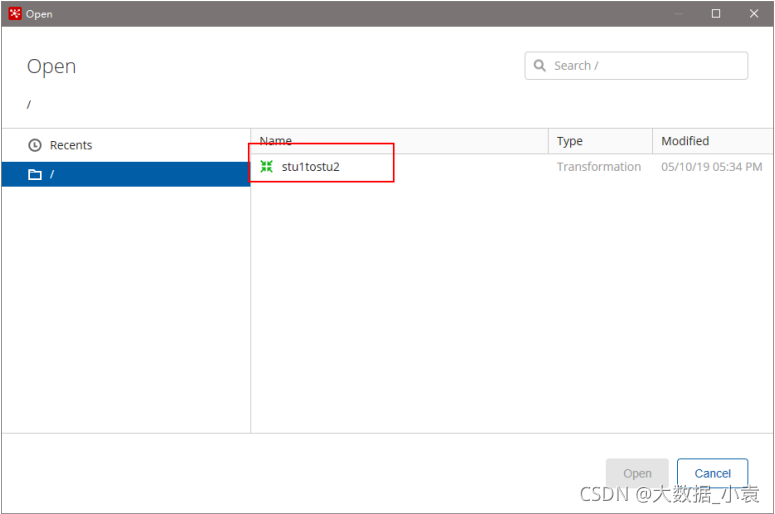 Open
Open
Search /
/
Recents
/
Name Type Modified
stu1tostu2 Transformation 05/10/19 05:34 PM
Open Cancel
CSDN @大数据_小袁